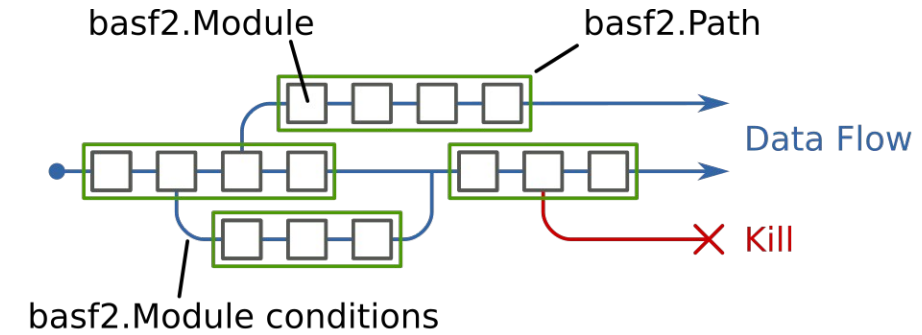 basf2.Module
basf2.Path
Data Flow
Kill
basf2.Module conditions